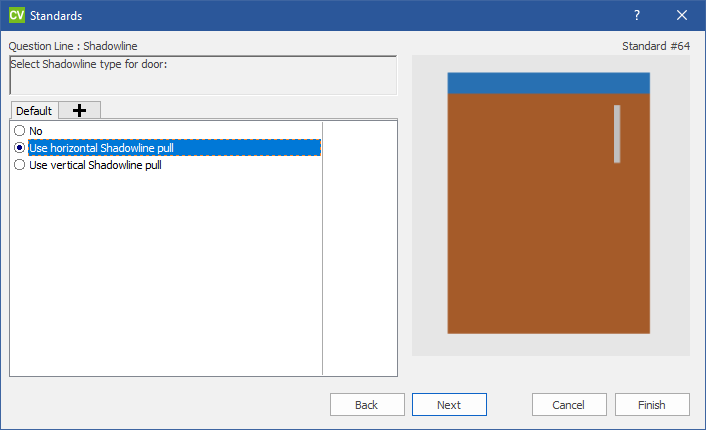 CV Standards ?
Question Line : Shadowline
Standard #64
Select Shadowline type for door:
Default
No
Use horizontal Shadowline pull
Use vertical Shadowline pull
Back Next Cancel Finish